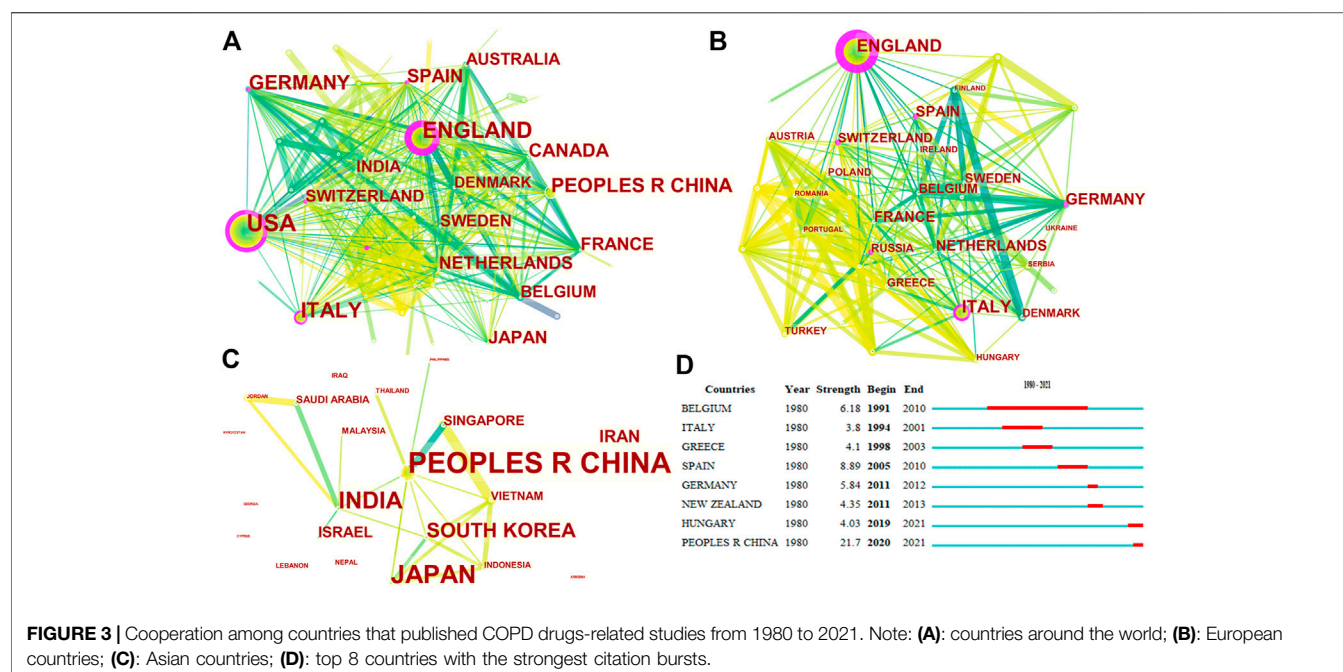 A
GERMANY
SPAIN
AUSTRALIA
ENGLAND
CANADA
INDIA
DENMARK
PEOPLES R CHINA
SWITZERLAND
USA
SWEDEN
FRANCE
NETHERLANDS
BELGIUM
ITALY
JAPAN
B
ENGLAND
FINLAND
SPAIN
AUSTRIA
SWITZERLAND
IRELAND
POLAND
SWEDEN
BELGIUM
ROMANIA
GERMANY
FRANCE
PORTUGAL
UKRAINE
RUSSIA
NETHERLANDS
SERBIA
GREECE
ITALY
DENMARK
TURKEY
HUNGARY
C
PHILIPPINES
IRAQ
THAILAND
JORDAN
SAUDI ARABIA
SINGAPORE
MALAYSIA
IRAN
KYRGYZSTAN
PEOPLES R CHINA
INDIA
VIETNAM
GEORGIA
ISRAEL
SOUTH KOREA
CYPRUS
LEBANON
NEPAL
INDONESIA
JAPAN
ARMENIA
D
Countries Year Strength Begin End 1980 - 2021
BELGIUM 1980 6.18 1991 2010
ITALY 1980 3.8 1994 2001
GREECE 1980 4.1 1998 2003
SPAIN 1980 8.89 2005 2010
GERMANY 1980 5.84 2011 2012
NEW ZEALAND 1980 4.35 2011 2013
HUNGARY 1980 4.03 2019 2021
PEOPLES R CHINA 1980 21.7 2020 2021
FIGURE 3 | Cooperation among countries that published COPD drugs-related studies from 1980 to 2021. Note: (A): countries around the world; (B): European
countries; (C): Asian countries; (D): top 8 countries with the strongest citation bursts.